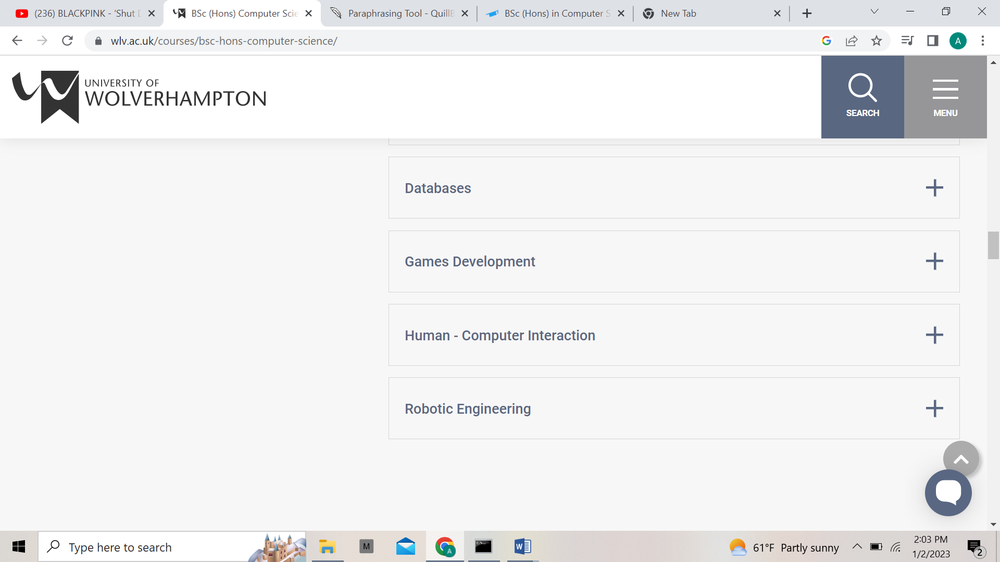 (236) BLACKPINK - ‘Shut D
BSc (Hons) Computer Scie
Paraphrasing Tool - QuillB
BSc (Hons) in Computer S
New Tab
wlv.ac.uk/courses/bsc-hons-computer-science/
A
UNIVERSITY OF
WOLVERHAMPTON
SEARCH
MENU
Databases
Games Development
Human - Computer Interaction
Robotic Engineering
Type here to search
M
A
W
61°F Partly sunny
2:03 PM
1/2/2023
2